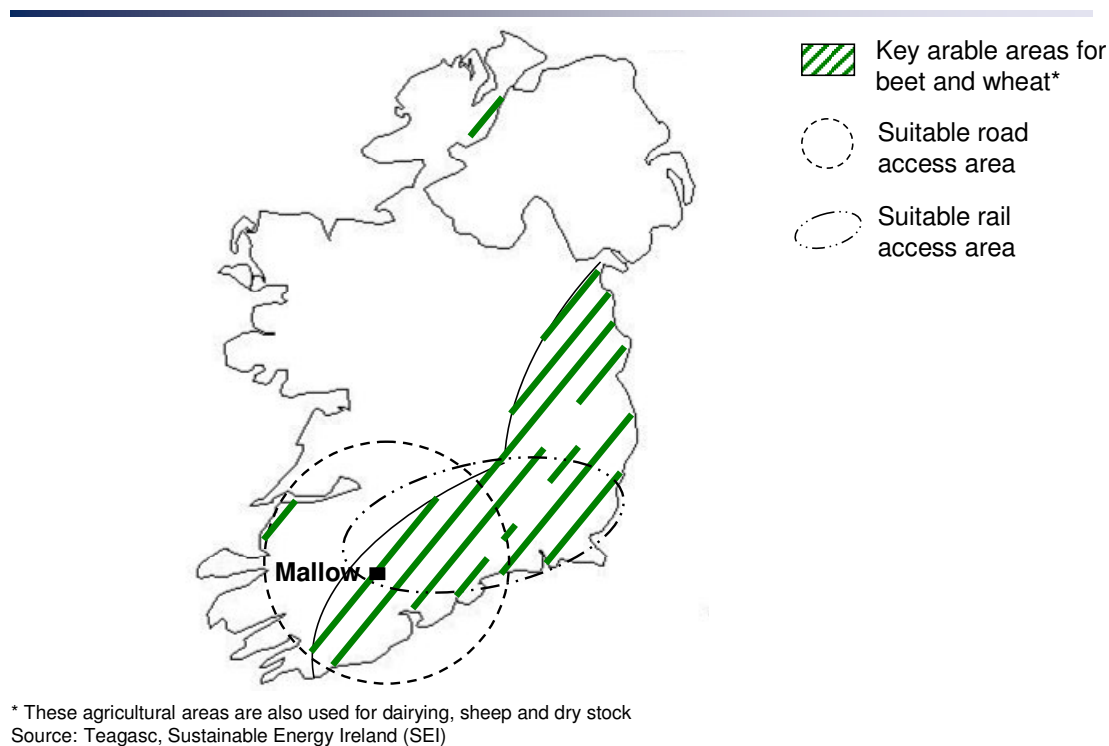 Key arable areas for
beet and wheat*
Suitable road
access area
Suitable rail
access area
Mallow
* These agricultural areas are also used for dairying, sheep and dry stock
Source: Teagasc, Sustainable Energy Ireland (SEI)